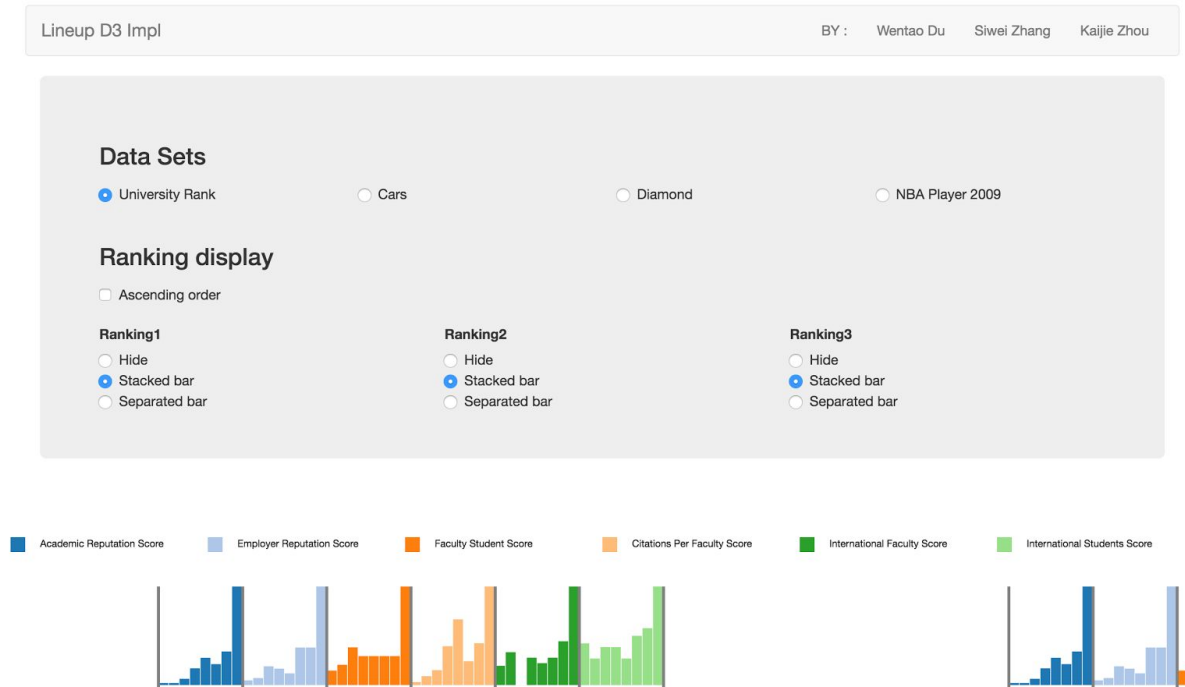 Lineup D3 Impl BY : Wentao Du Siwei Zhang Kaijie Zhou
Data Sets
University Rank Cars Diamond NBA Player 2009
Ranking display
Ascending order
Ranking1 Ranking2 Ranking3
Hide Hide Hide
Stacked bar Stacked bar Stacked bar
Separated bar Separated bar Separated bar
Academic Reputation Score Employer Reputation Score Faculty Student Score Citations Per Faculty Score International Faculty Score International Students Score